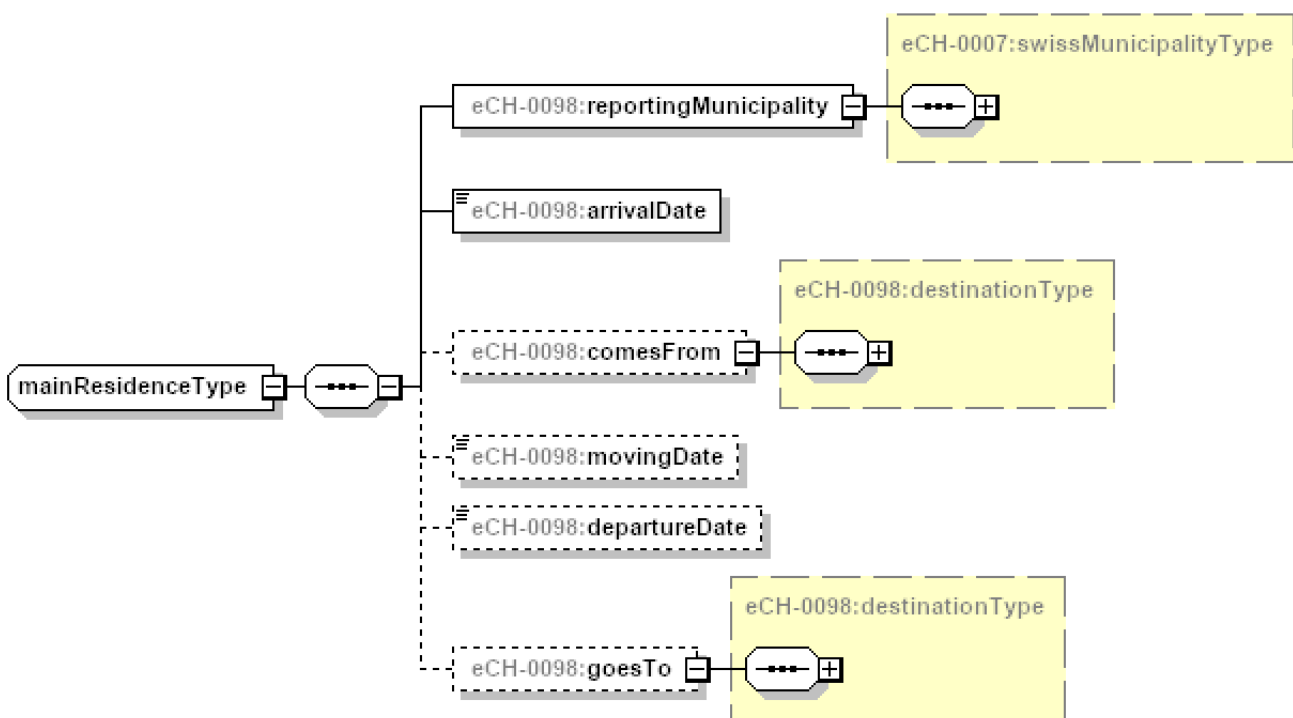 eCH-0007:swissMunicipalityType
eCH-0098:reportingMunicipality
eCH-0098:arrivalDate
eCH-0098:destinationType
eCH-0098:comesFrom
mainResidenceType
eCH-0098:movingDate
eCH-0098:departureDate
eCH-0098:destinationType
eCH-0098:goesTo